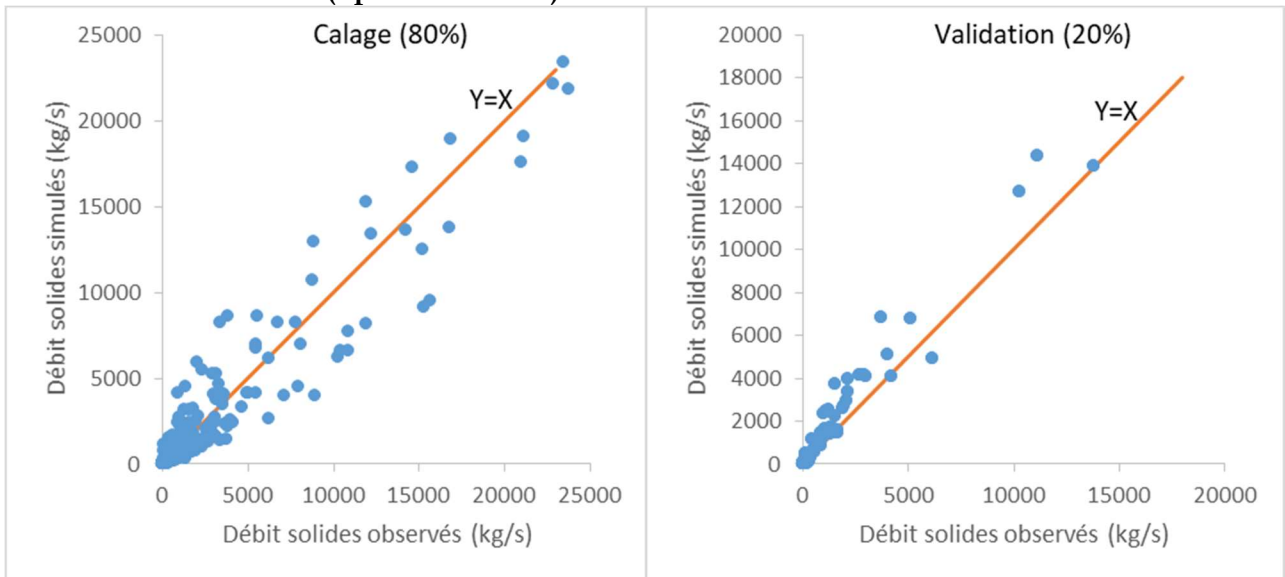 Calage (80%)
Y=X
25000
20000
15000
10000
5000
0
0 5000 10000 15000 20000 25000
Débit solides simulés (kg/s)
Débit solides observés (kg/s)
Validation (20%)
Y=X
20000
18000
16000
14000
12000
10000
8000
6000
4000
2000
0
0 5000 10000 15000 20000
Débit solides simulés (kg/s)
Débit solides observés (kg/s)